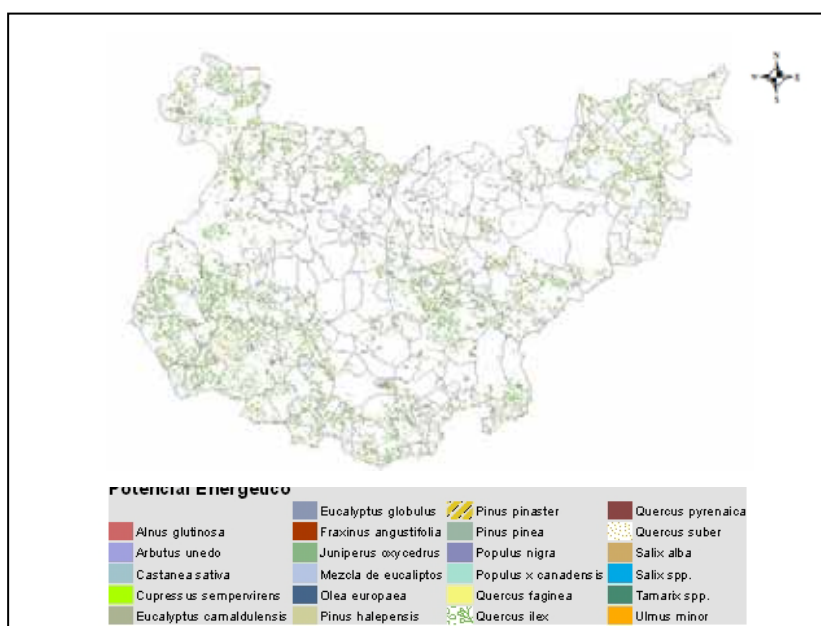 N
S
Potencial Energético
Eucalyptus globulus
Pinus pinaster
Quercus pyrenaica
Alnus glutinosa
Fraxinus angustifolia
Pinus pinea
Quercus suber
Arbutus unedo
Juniperus oxycedrus
Populus nigra
Salix alba
Castanea sativa
Mezcla de eucaliptos
Populus x canadensis
Salix spp.
Cupressus sempervirens
Olea europaea
Quercus faginea
Tamarix spp.
Eucalyptus camaldulensis
Pinus halepensis
Quercus ilex
Ulmus minor